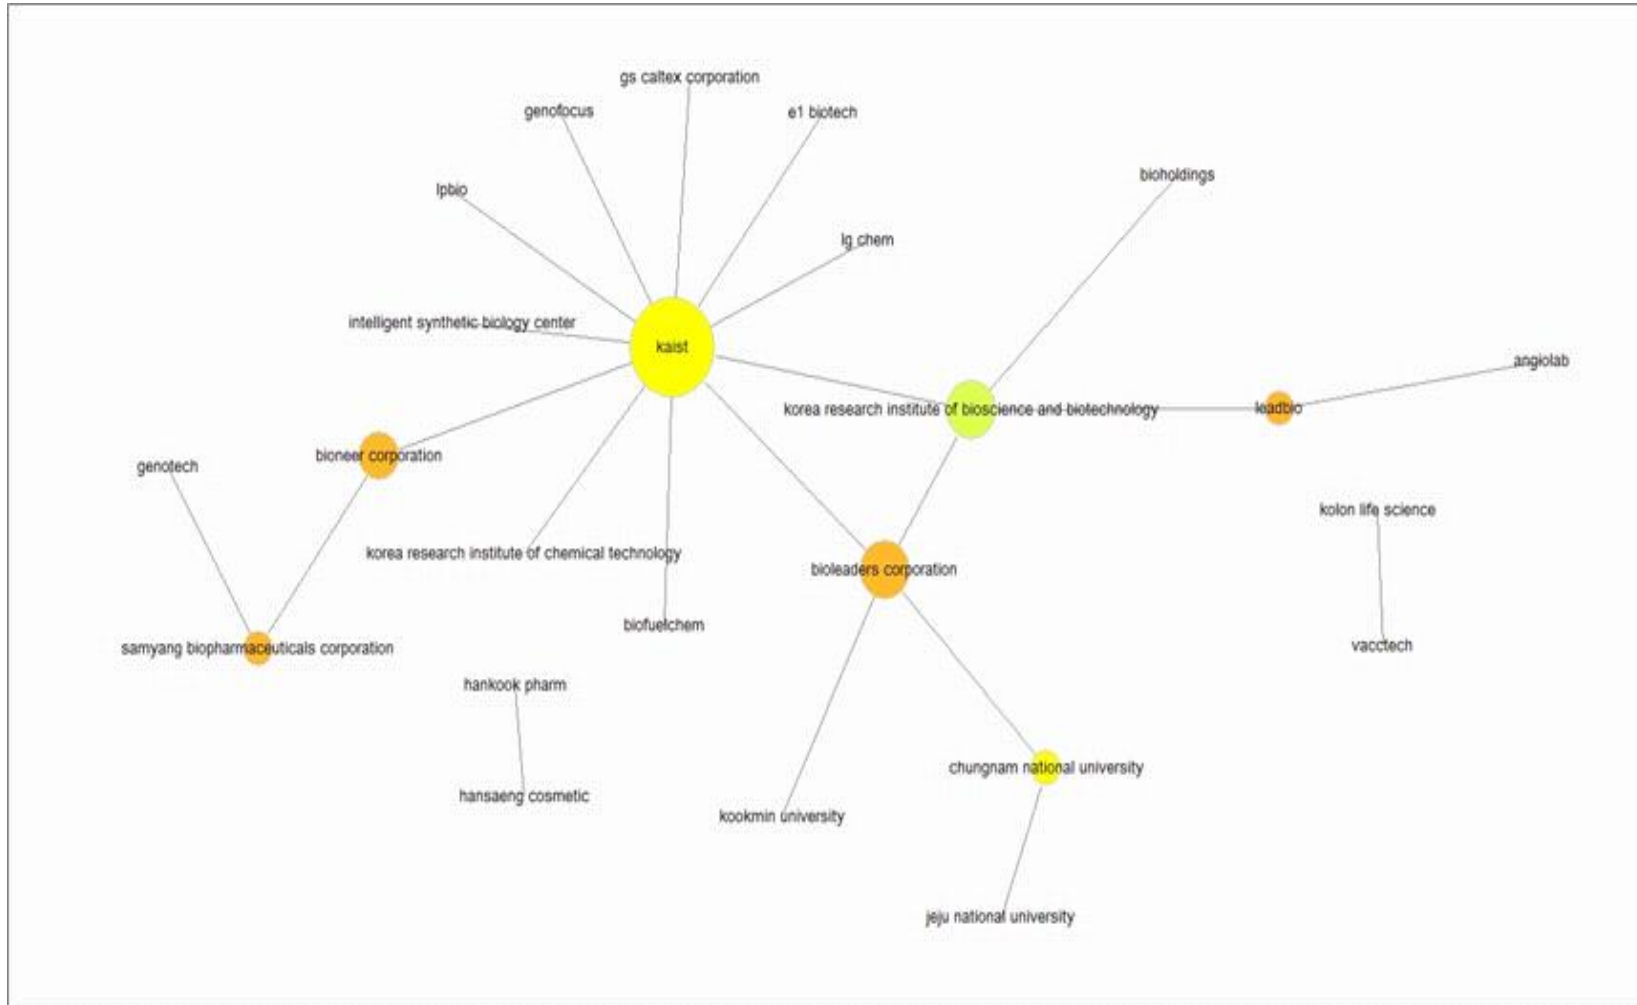 gs caltex corporation
genofocus
e1 biotech
bioholdings
lpbio
lg chem
intelligent synthetic biology center
kaist
angiolab
korea research institute of bioscience and biotechnology
leadbio
bioneer corporation
genotech
kolon life science
korea research institute of chemical technology
bioleaders corporation
biofuelchem
samyang biopharmaceuticals corporation
vacctech
hankook pharm
chungnam national university
hansaeng cosmetic
kookmin university
jeju national university